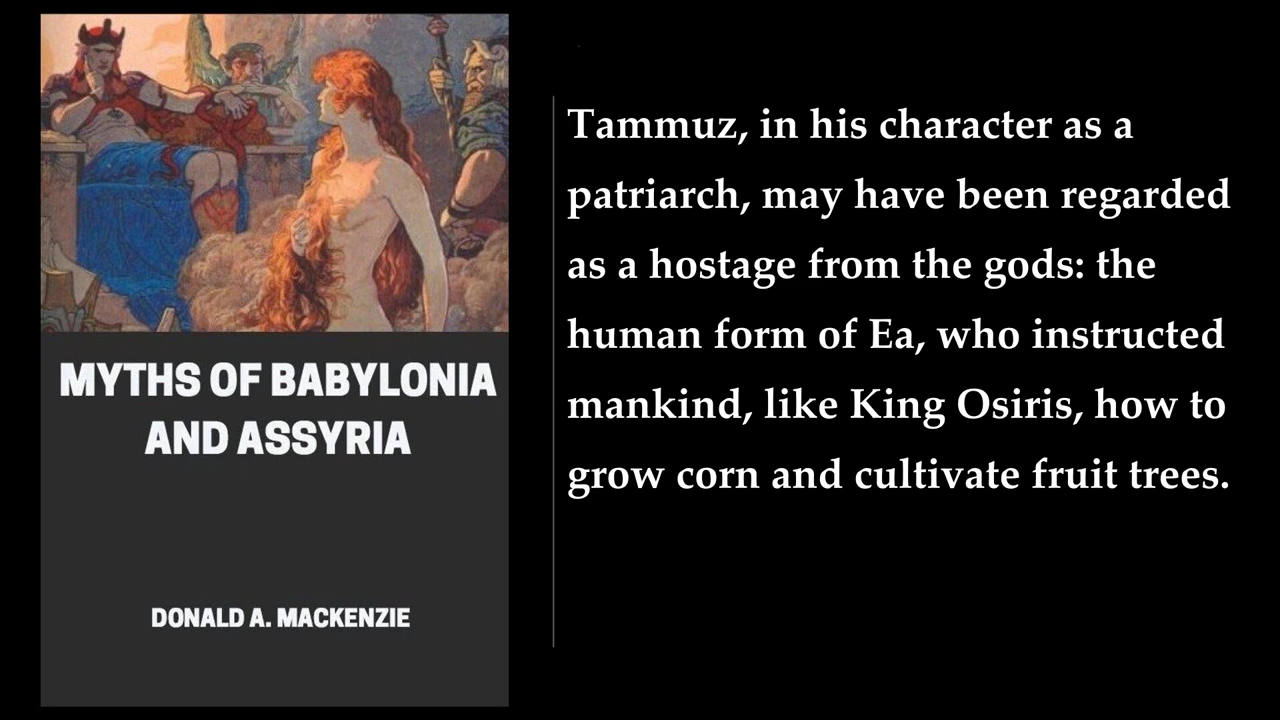 MYTHS OF BABYLONIA
AND ASSYRIA
DONALD A. MACKENZIE
Tammuz, in his character as a
patriarch, may have been regarded
as a hostage from the gods: the
human form of Ea, who instructed
mankind, like King Osiris, how to
grow corn and cultivate fruit trees.